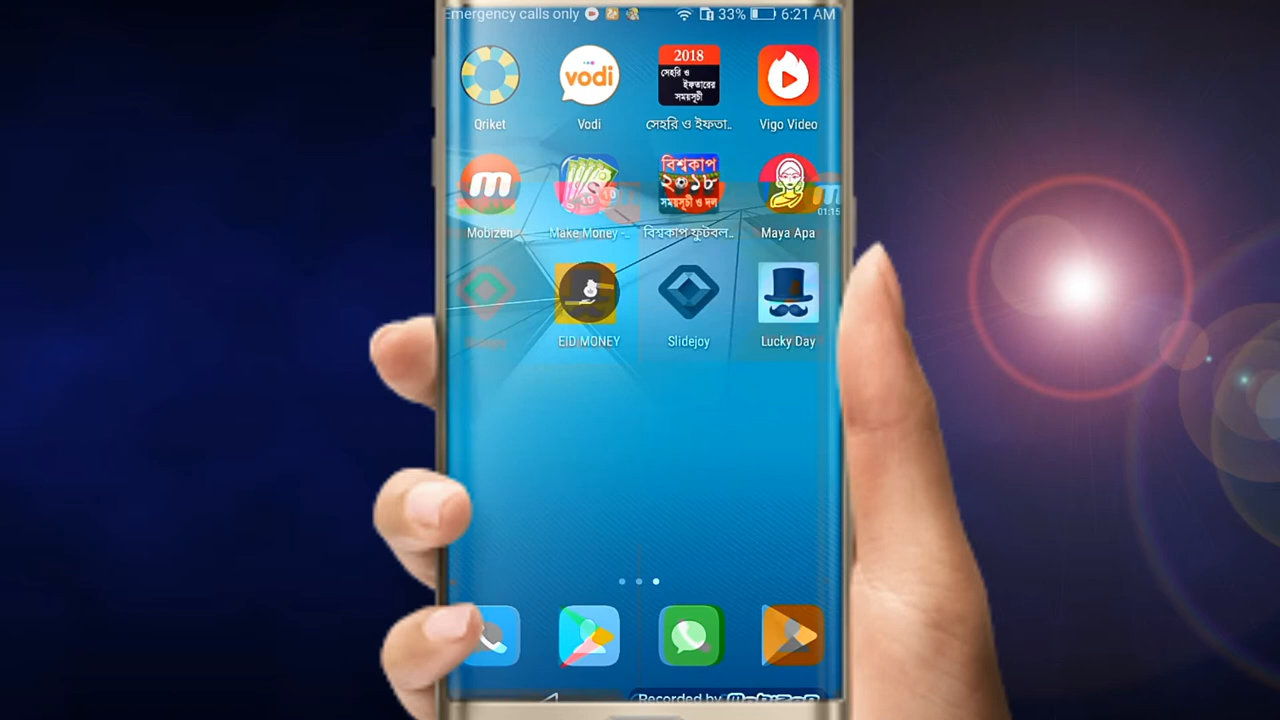 Emergency calls only 33% 6:21 AM
vodi
2018
সেহরি ও
ইফতারের
সময়সূচী
Qriket Vodi সেহরি ও ইফতা.. Vigo Video
বিশ্বকাপ
২০১৮
সময়সূচী ও দল
01:15
Mobizen Make Money -.. বিশ্বকাপ ফুটবল.. Maya Apa
EID MONEY Slidejoy Lucky Day
Recorded by MOBIZEN